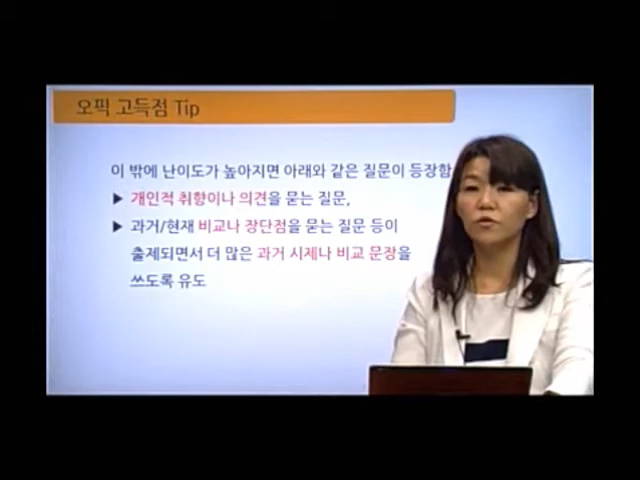 오픽 고득점 Tip
이 밖에 난이도가 높아지면 아래와 같은 질문이 등장함
▶ 개인적 취향이나 의견을 묻는 질문,
▶ 과거/현재 비교나 장단점을 묻는 질문 등이
출제되면서 더 많은 과거 시제나 비교 문장을
쓰도록 유도